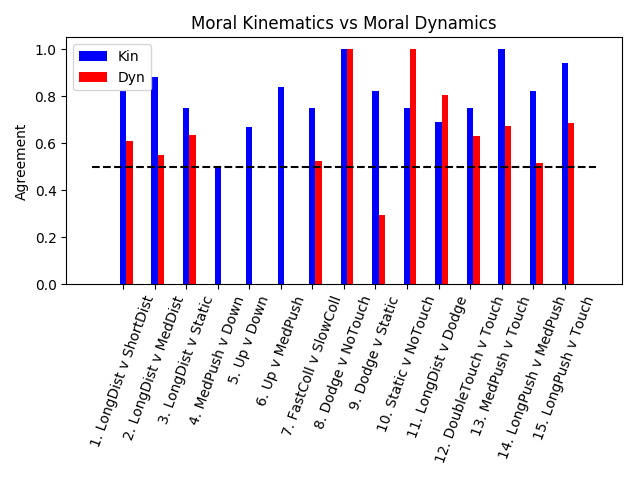 Moral Kinematics vs Moral Dynamics
Kin
Dyn
Agreement
1.0
0.8
0.6
0.4
0.2
0.0
1. LongDist v ShortDist
2. LongDist v MedDist
3. LongDist v Static
4. MedPush v Down
5. Up v Down
6. Up v MedPush
7. FastColl v SlowColl
8. Dodge v NoTouch
9. Dodge v Static
10. Static v NoTouch
11. LongDist v Dodge
12. DoubleTouch v Touch
13. MedPush v Touch
14. LongPush v MedPush
15. LongPush v Touch